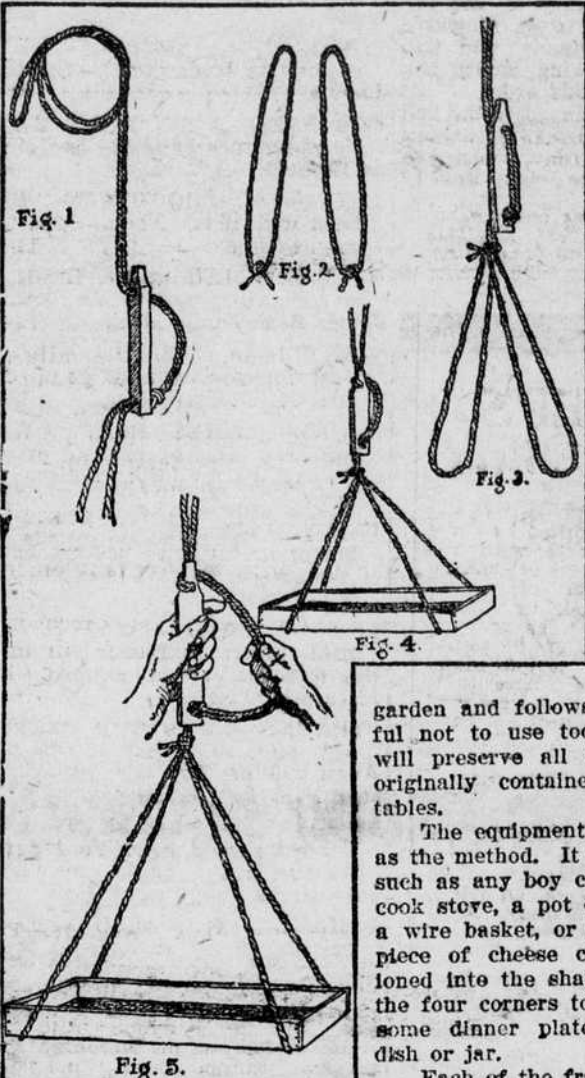 Fig. 1
Fig. 2
Fig. 3.
Fig. 4
Fig. 5.
garden and follows
ful not to use too
will preserve all
originally containe
tables.
The equipment
as the method. It
such as any boy c
cook stove, a pot
a wire basket, or
piece of cheese c
ioned into the sha
the four corners to
some dinner plate
dish or jar.
Each of the fr